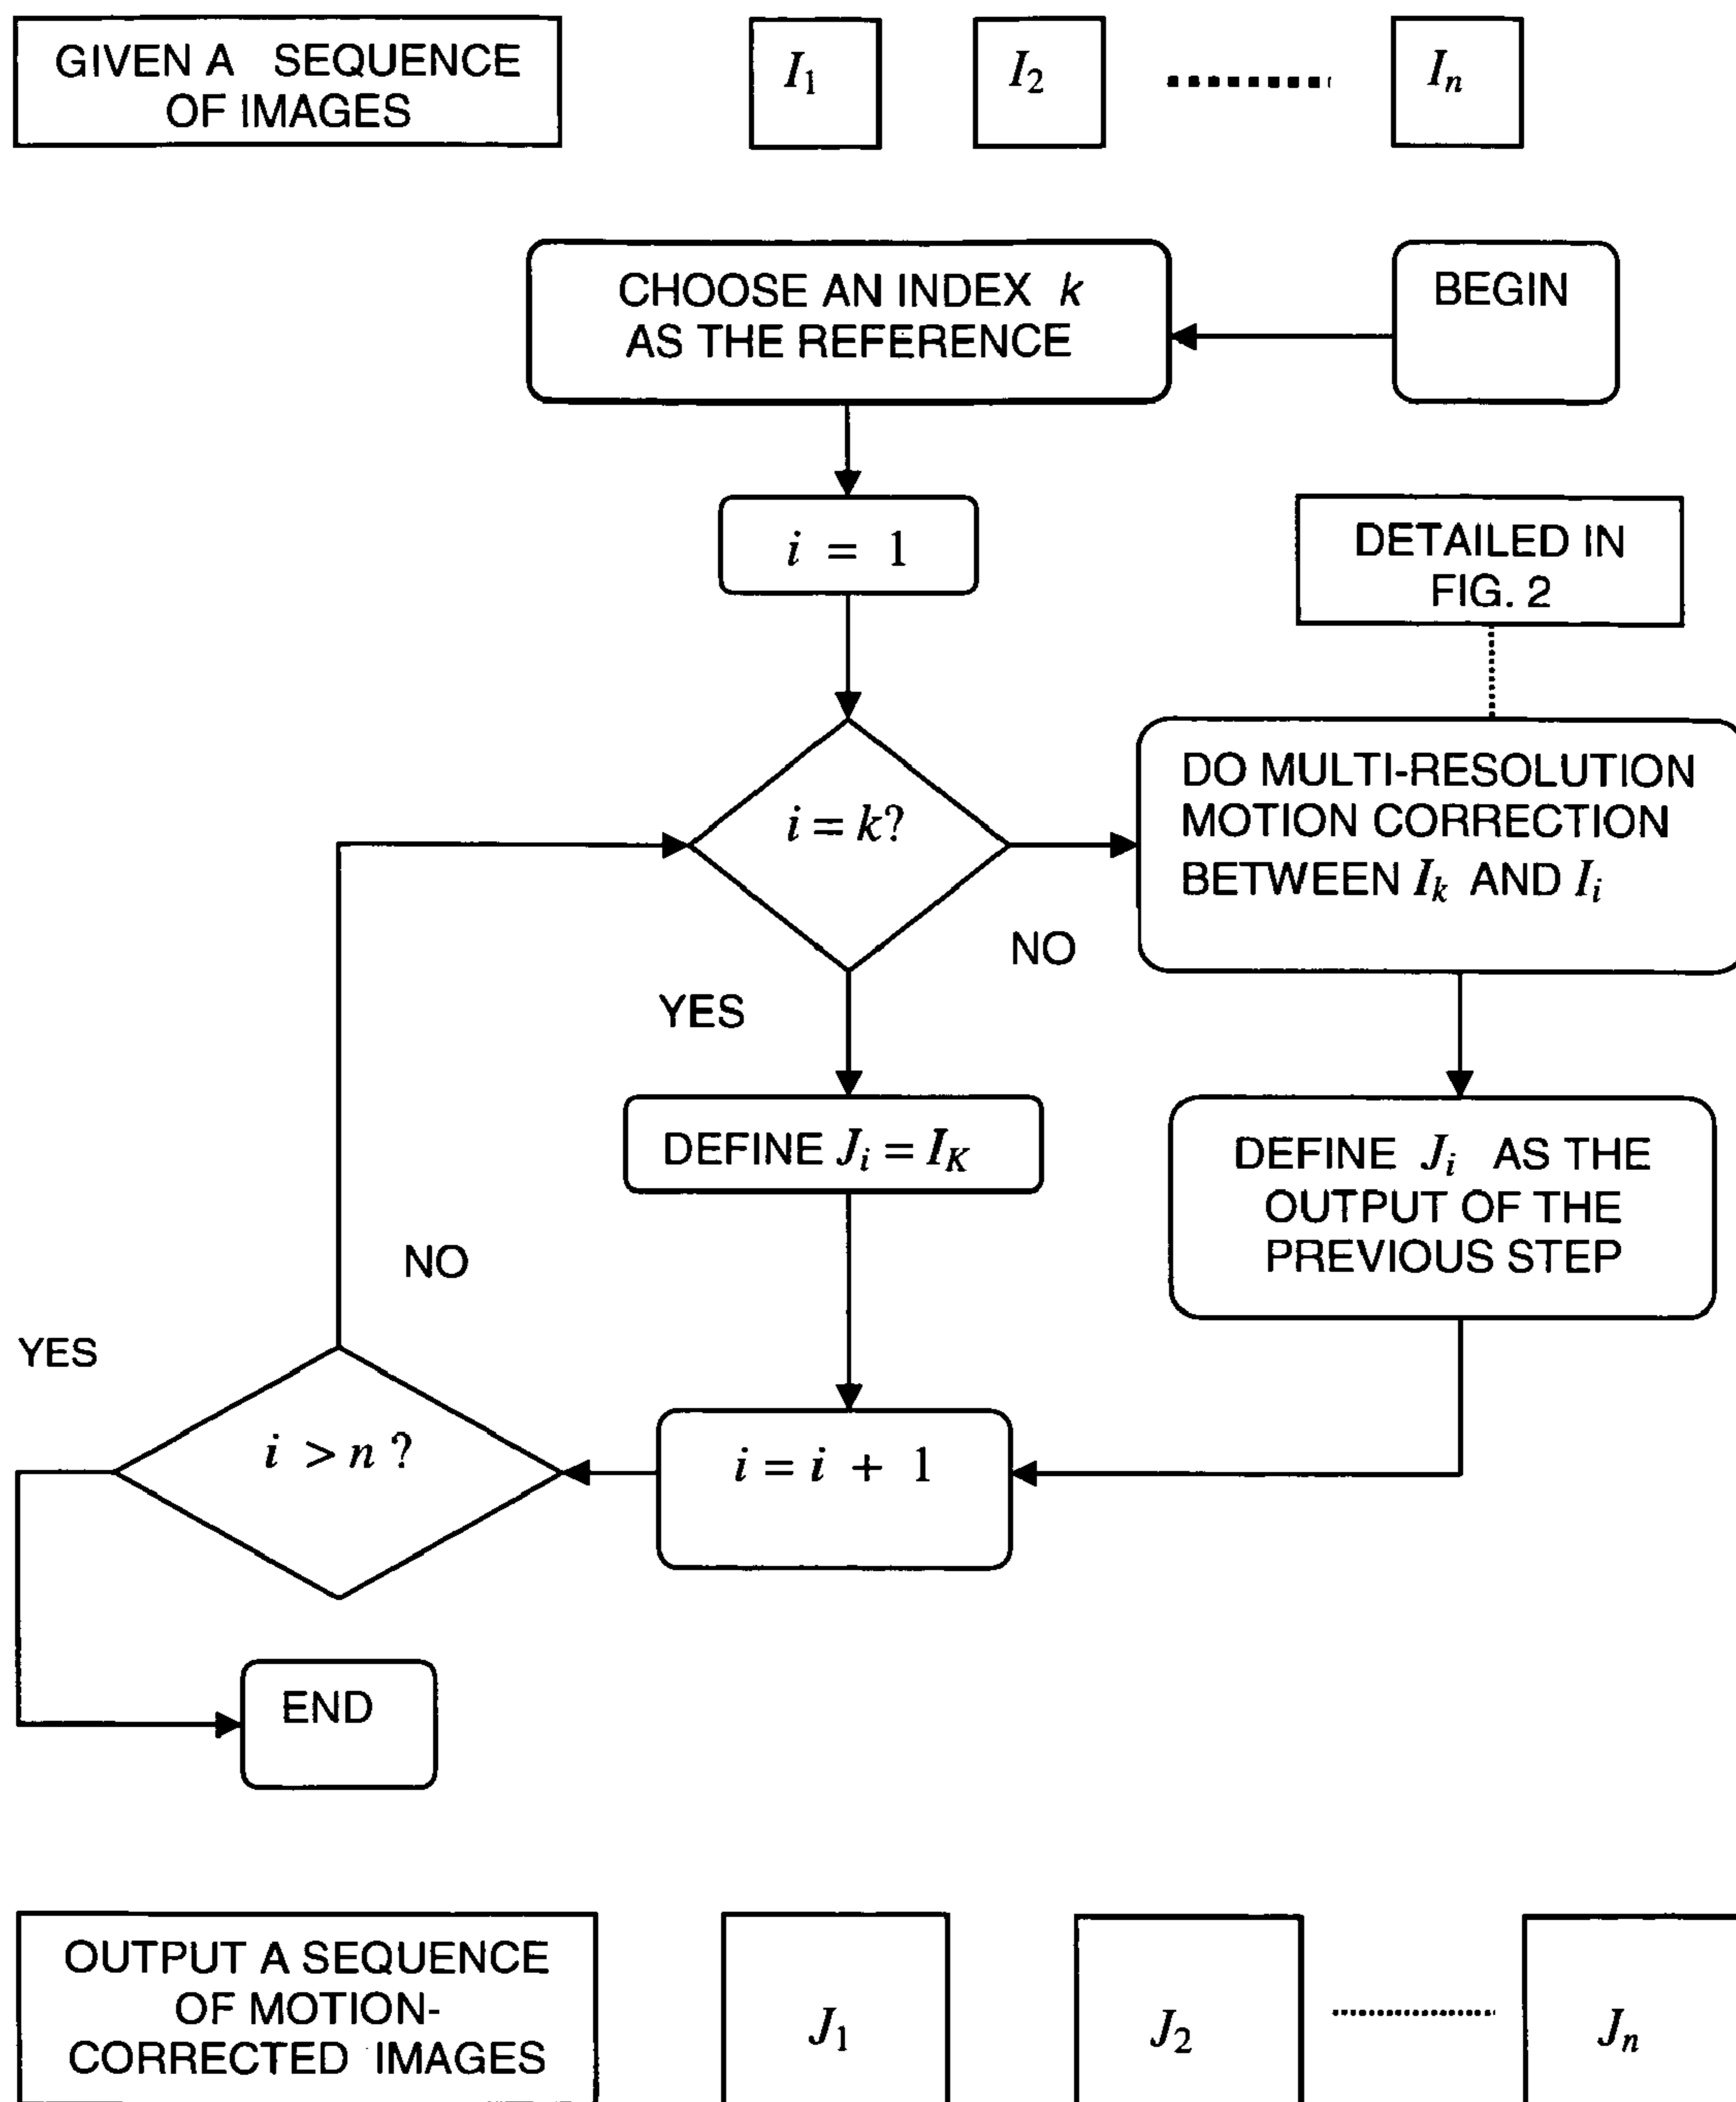 GIVEN A SEQUENCE
OF IMAGES
I₁
I₂
Iₙ
CHOOSE AN INDEX k
AS THE REFERENCE
BEGIN
i = 1
DETAILED IN
FIG. 2
i = k?
DO MULTI-RESOLUTION
MOTION CORRECTION
BETWEEN Iₖ AND Iᵢ
NO
YES
DEFINE Jᵢ = I_K
DEFINE Jᵢ AS THE
OUTPUT OF THE
PREVIOUS STEP
NO
YES
i > n ?
i = i + 1
END
OUTPUT A SEQUENCE
OF MOTION-
CORRECTED IMAGES
J₁
J₂
Jₙ